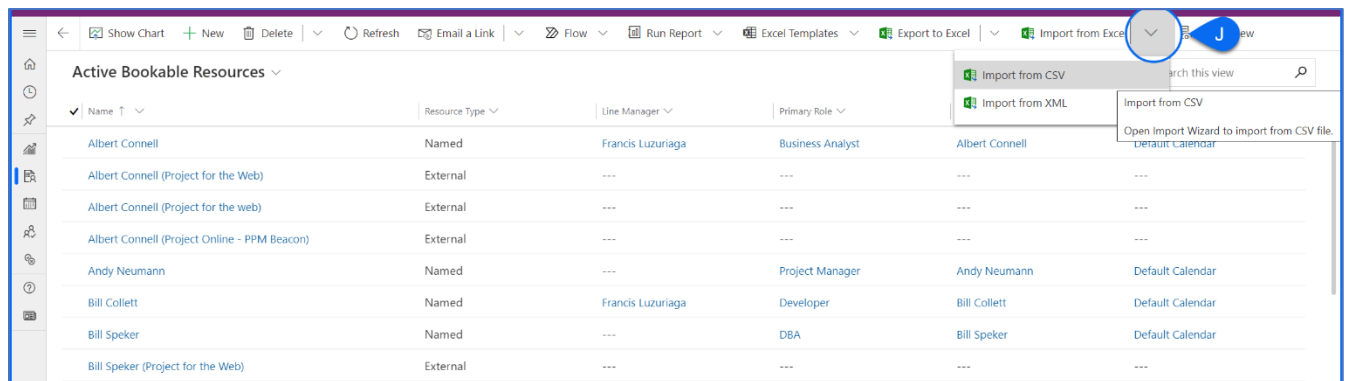 Show Chart New Delete Refresh Email a Link Flow Run Report Excel Templates Export to Excel Import from Excel J
Active Bookable Resources
Import from CSV
this view
Import from XML
Import from CSV
Open Import Wizard to import from CSV file.
Name ↑ Resource Type Line Manager Primary Role
Albert Connell Named Francis Luzuriaga Business Analyst Albert Connell Default Calendar
Albert Connell (Project for the Web) External --- --- --- ---
Albert Connell (Project for the web) External --- --- --- ---
Albert Connell (Project Online - PPM Beacon) External --- --- --- ---
Andy Neumann Named --- Project Manager Andy Neumann Default Calendar
Bill Collett Named Francis Luzuriaga Developer Bill Collett Default Calendar
Bill Speker Named --- DBA Bill Speker Default Calendar
Bill Speker (Project for the Web) External --- --- --- ---